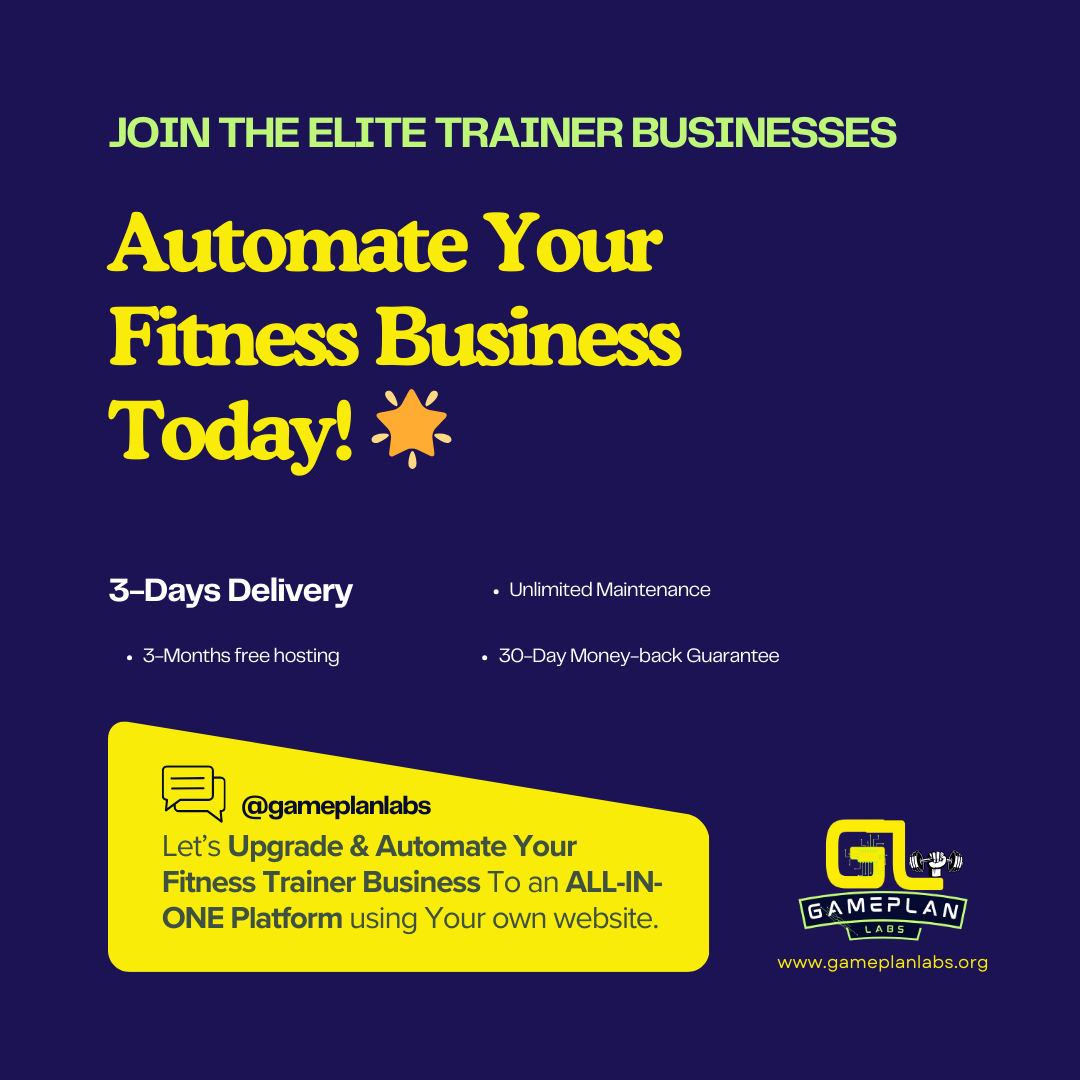 JOIN THE ELITE TRAINER BUSINESSES
Automate Your
Fitness Business
Today! 🌟
3-Days Delivery
• Unlimited Maintenance
• 3-Months free hosting
• 30-Day Money-back Guarantee
@gameplanlabs
Let's Upgrade & Automate Your
Fitness Trainer Business To an ALL-IN-
ONE Platform using Your own website.
GL
GAMEPLAN
LABS
www.gameplanlabs.org